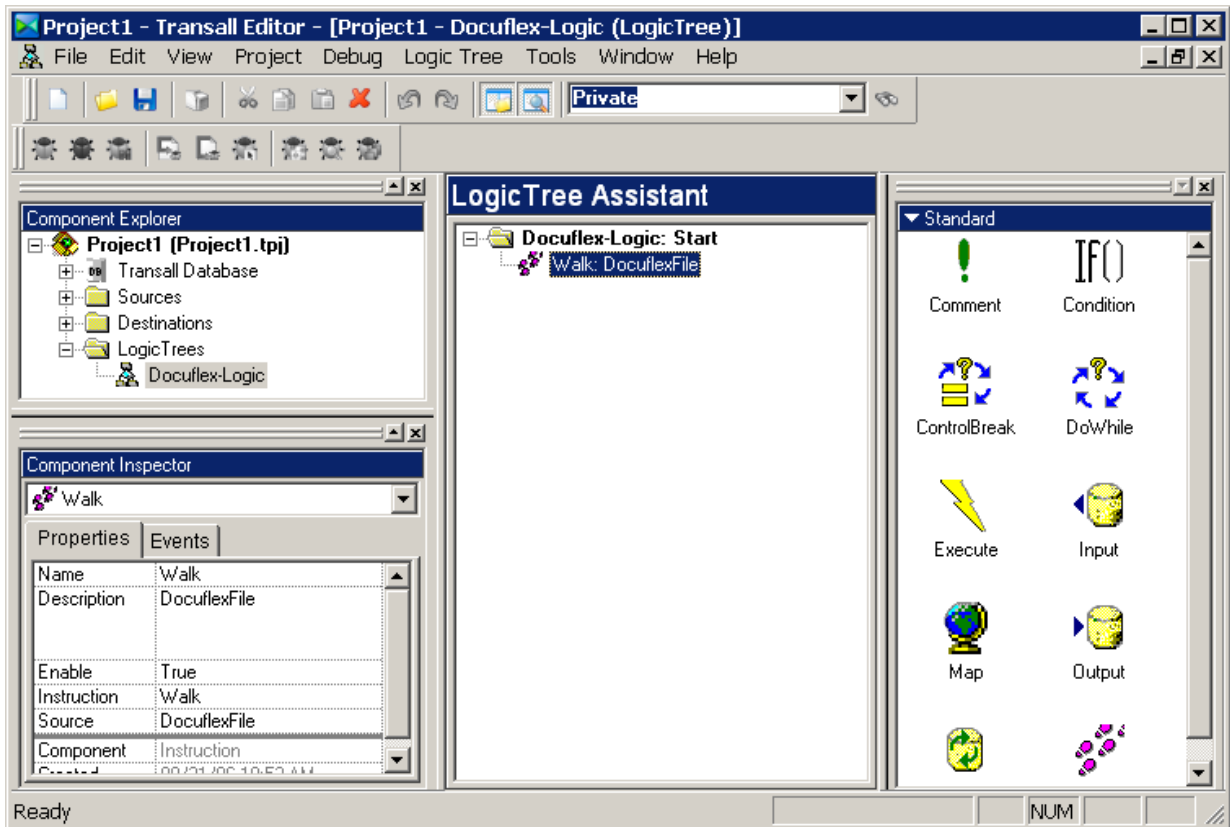 Project1 - Transall Editor - [Project1 - Docuflex-Logic (LogicTree)]
File Edit View Project Debug Logic Tree Tools Window Help
Private
Component Explorer
Project1 (Project1.tpj)
DB Transall Database
Sources
Destinations
LogicTrees
Docuflex-Logic
Component Inspector
Walk
Properties Events
Name Walk
Description DocuflexFile
Enable True
Instruction Walk
Source DocuflexFile
Component Instruction
LogicTree Assistant
Docuflex-Logic: Start
Walk: DocuflexFile
Standard
Comment
IF()
Condition
ControlBreak
DoWhile
Execute
Input
Map
Output
Ready
NUM